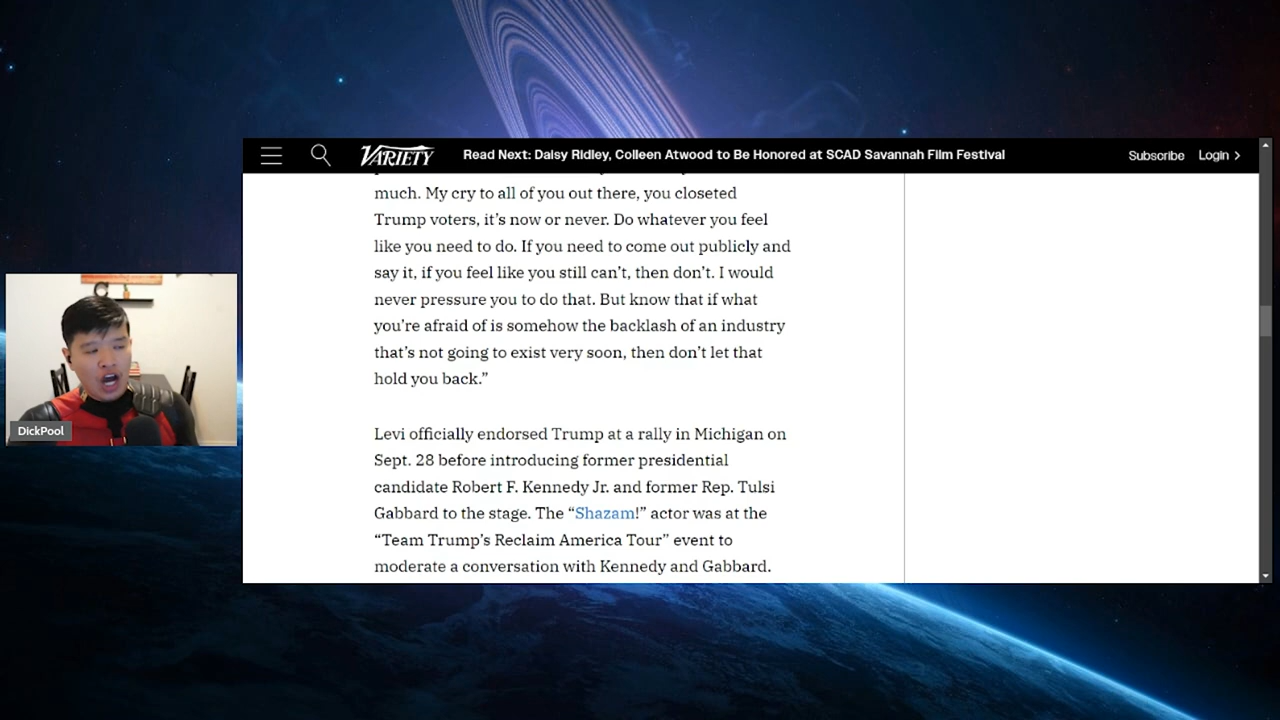 VARIETY
Read Next: Daisy Ridley, Colleen Atwood to Be Honored at SCAD Savannah Film Festival
Subscribe
Login
much. My cry to all of you out there, you closeted
Trump voters, it’s now or never. Do whatever you feel
like you need to do. If you need to come out publicly and
say it, if you feel like you still can’t, then don’t. I would
never pressure you to do that. But know that if what
you’re afraid of is somehow the backlash of an industry
that’s not going to exist very soon, then don’t let that
hold you back.”
Levi officially endorsed Trump at a rally in Michigan on
Sept. 28 before introducing former presidential
candidate Robert F. Kennedy Jr. and former Rep. Tulsi
Gabbard to the stage. The “Shazam!” actor was at the
“Team Trump’s Reclaim America Tour” event to
moderate a conversation with Kennedy and Gabbard.
DickPool